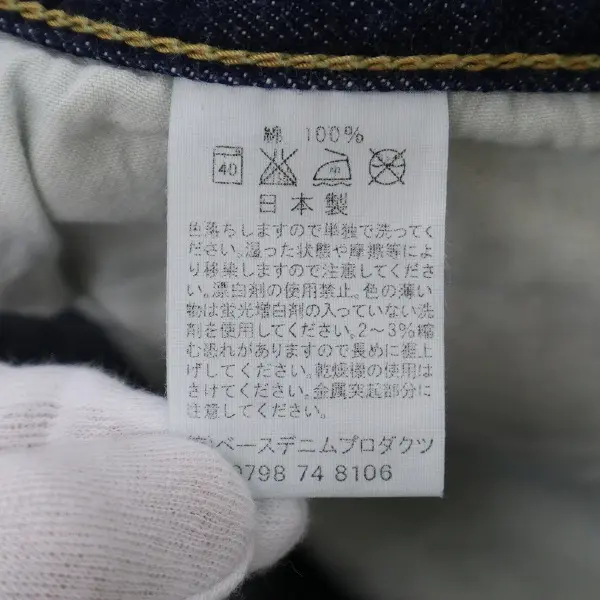 綿 100%
40
日本製
色落ちしますので単独で洗ってく
ださい。湿った状態や摩擦等によ
り移染しますので注意してくださ
い。漂白剤の使用禁止。色の薄い
物は蛍光増白剤の入っていない洗
剤を使用してください。2～3%縮
む恐れがありますので長めに裾上
げしてください。乾燥機の使用は
さけてください。金属突起部分に
注意してください。
ベースデニムプロダクツ
0798 74 8106